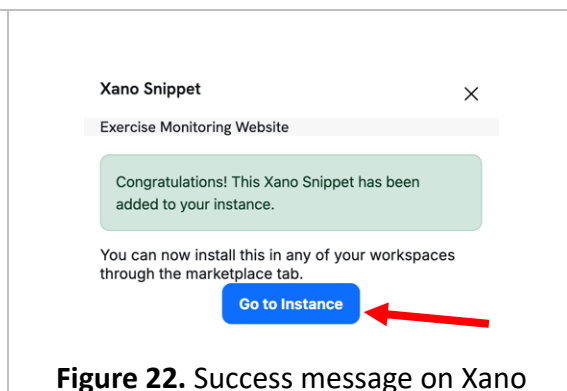 Xano Snippet
Exercise Monitoring Website
Congratulations! This Xano Snippet has been
added to your instance.
You can now install this in any of your workspaces
through the marketplace tab.
Go to Instance
Figure 22. Success message on Xano